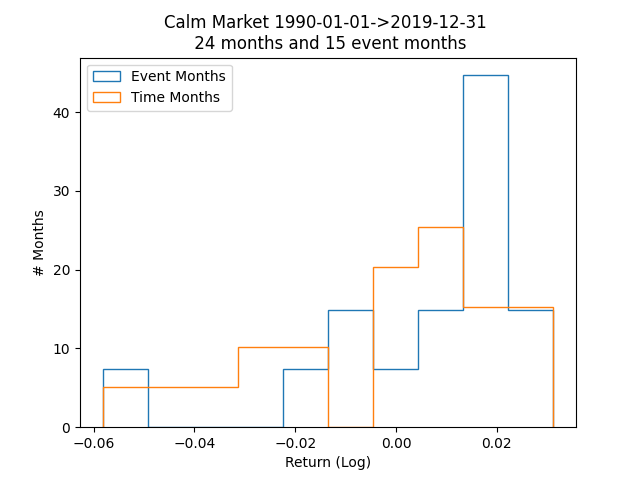 Calm Market 1990-01-01->2019-12-31
24 months and 15 event months
Event Months
Time Months
# Months
40
30
20
10
0
−0.06
−0.04
−0.02
0.00
0.02
Return (Log)